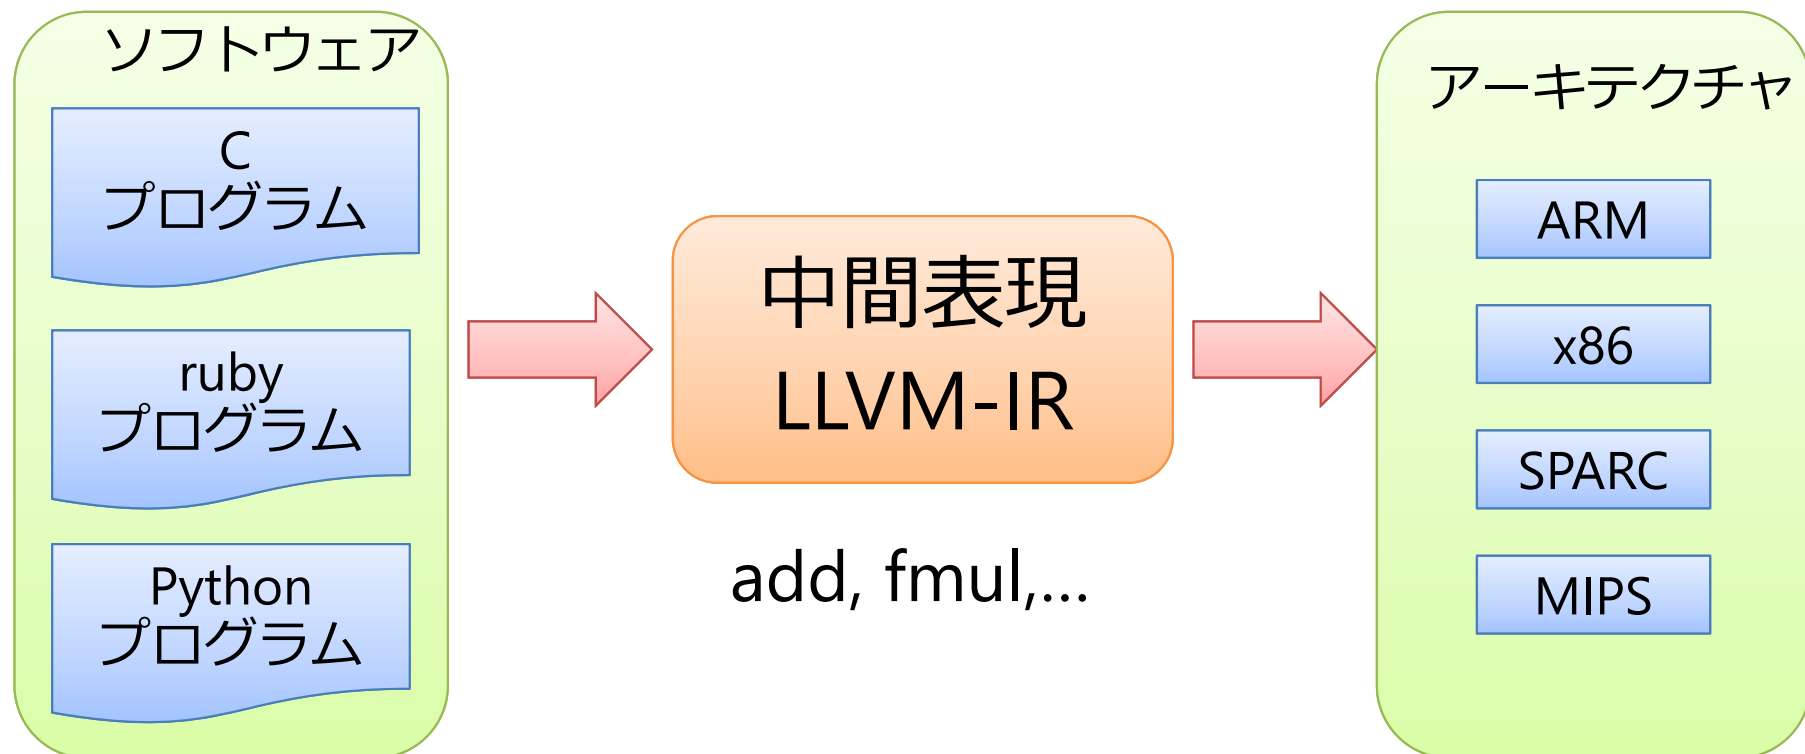 ソフトウェア
C
プログラム
ruby
プログラム
Python
プログラム
中間表現
LLVM-IR
add, fmul,…
アーキテクチャ
ARM
x86
SPARC
MIPS